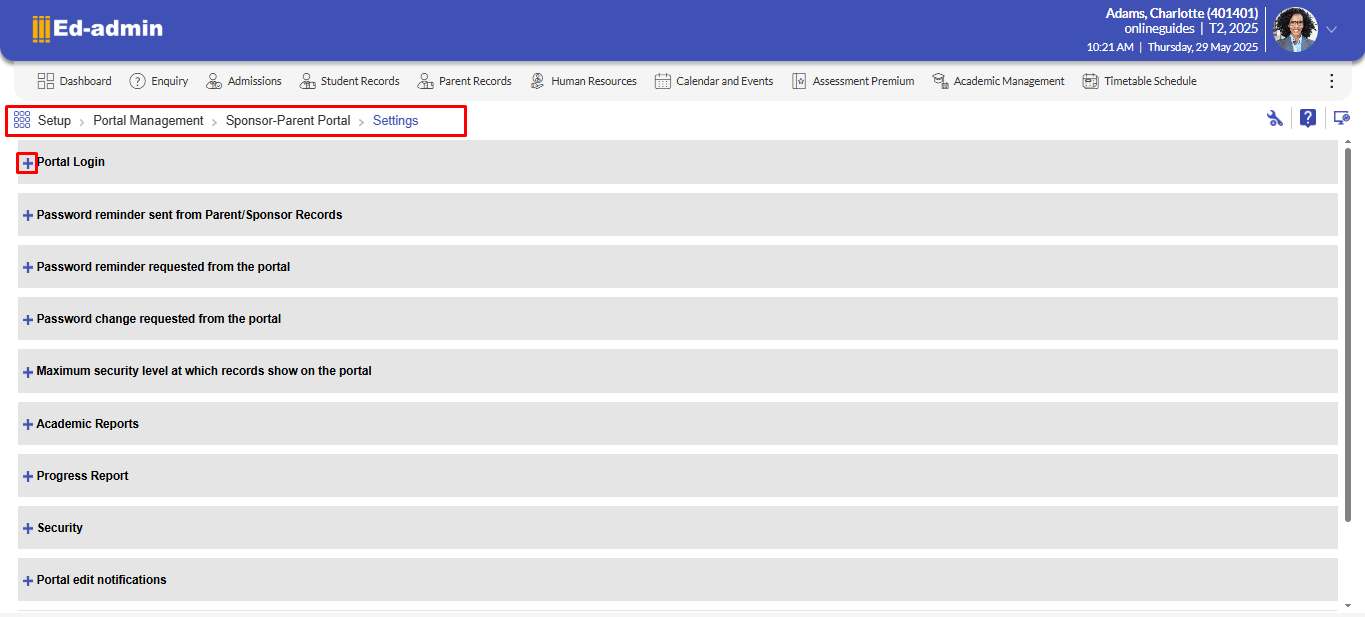 Ed-admin
Adams, Charlotte (401401)
onlineguides | T2, 2025
10:21 AM | Thursday, 29 May 2025
Dashboard
Enquiry
Admissions
Student Records
Parent Records
Human Resources
Calendar and Events
Assessment Premium
Academic Management
Timetable Schedule
Setup > Portal Management > Sponsor-Parent Portal > Settings
+ Portal Login
+ Password reminder sent from Parent/Sponsor Records
+ Password reminder requested from the portal
+ Password change requested from the portal
+ Maximum security level at which records show on the portal
+ Academic Reports
+ Progress Report
+ Security
+ Portal edit notifications